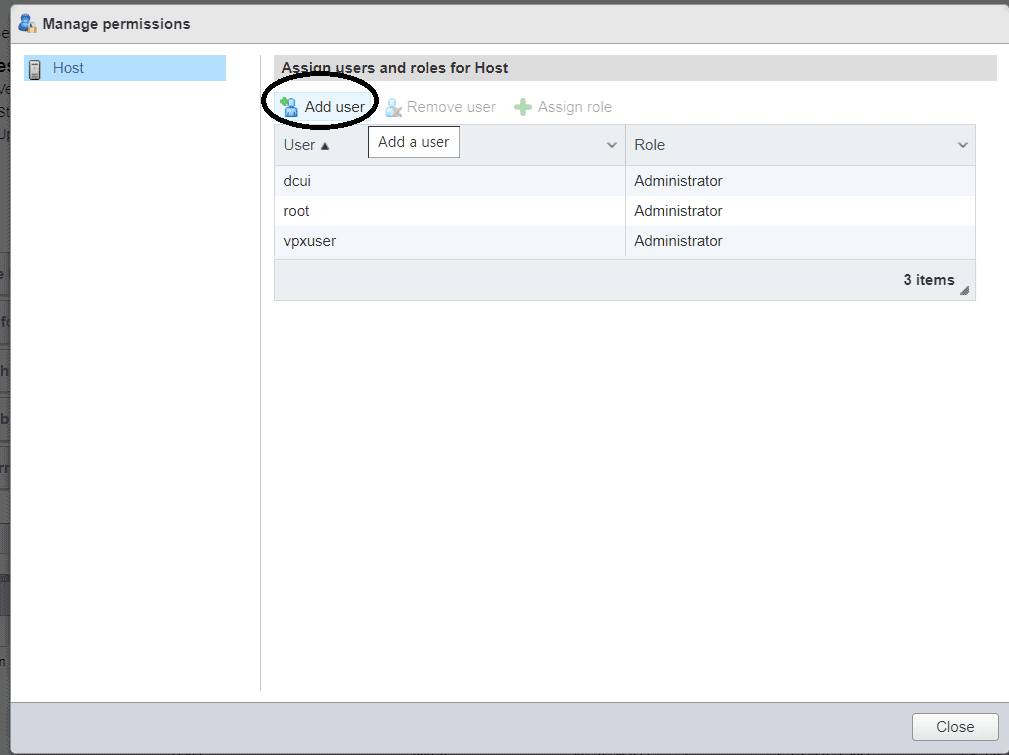 Manage permissions
Host
Assign users and roles for Host
Add user Remove user Assign role
Add a user
User Role
dcui Administrator
root Administrator
vpxuser Administrator
3 items
Close